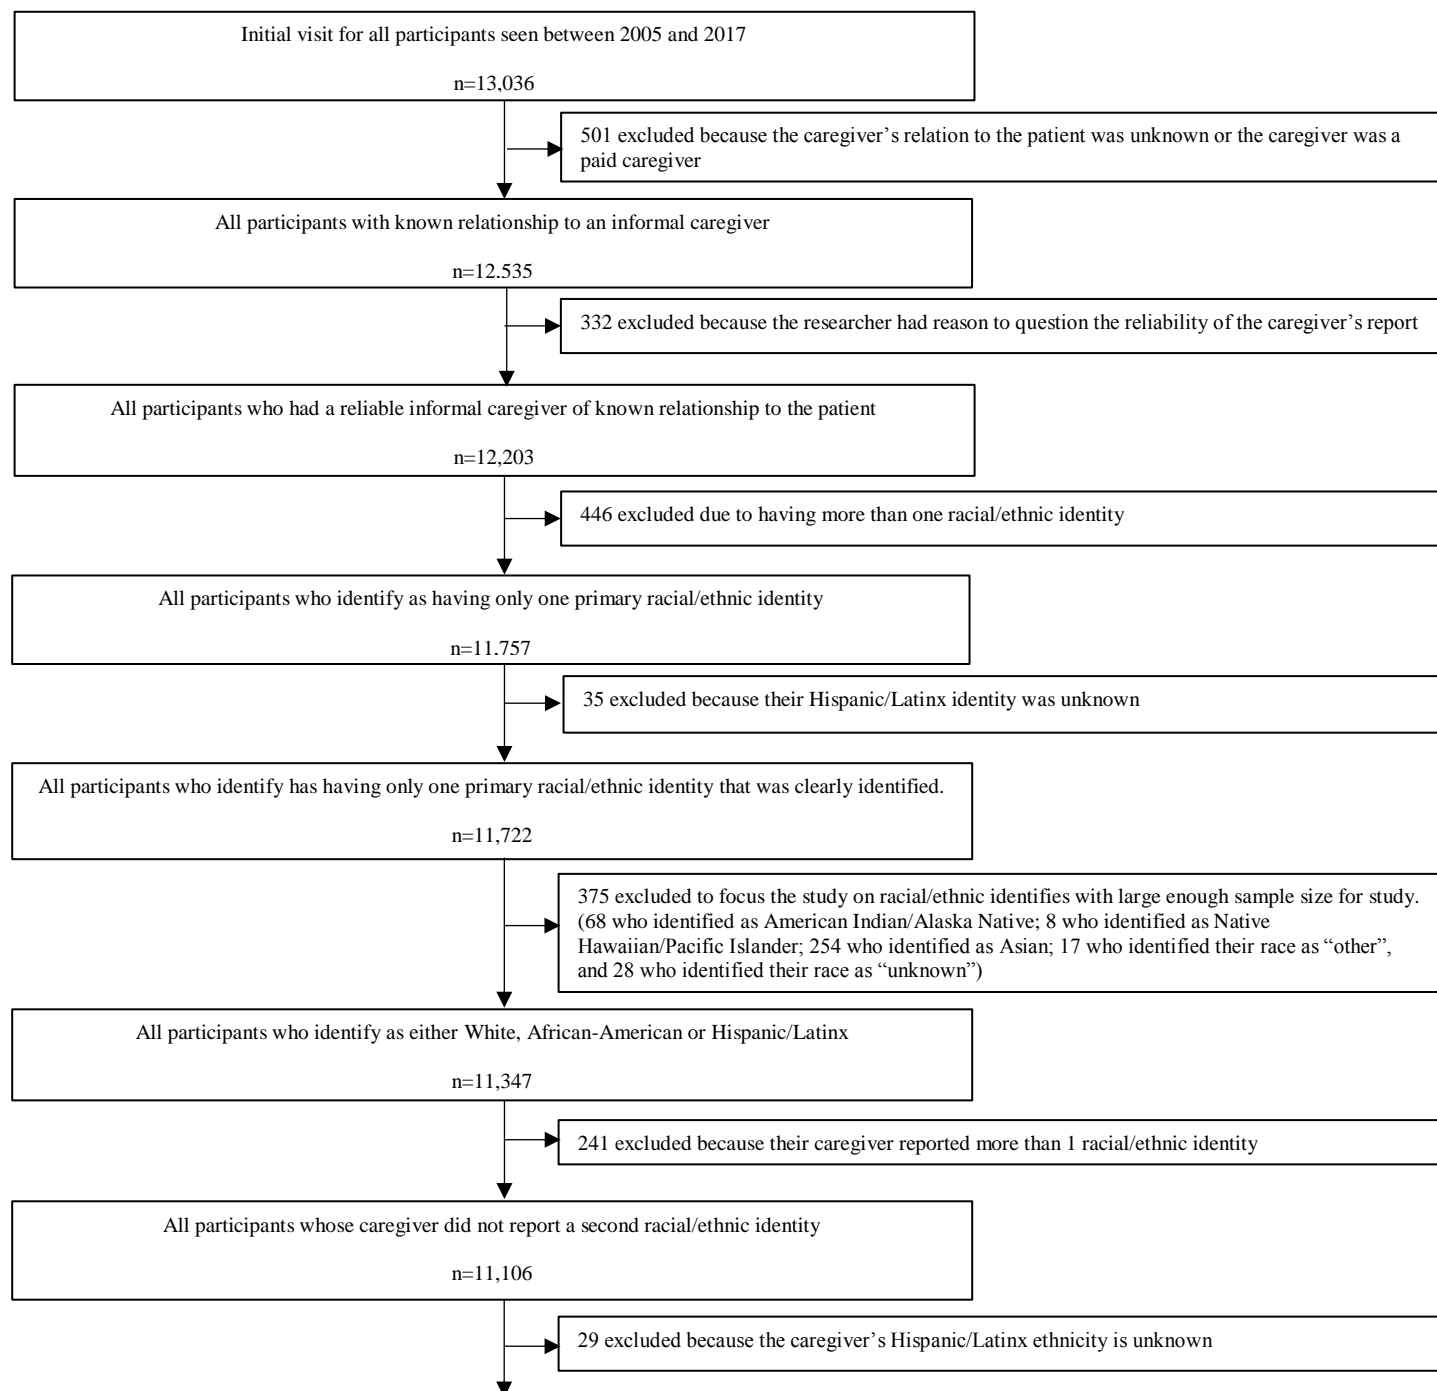 Initial visit for all participants seen between 2005 and 2017
n=13,036
501 excluded because the caregiver’s relation to the patient was unknown or the caregiver was a
paid caregiver
All participants with known relationship to an informal caregiver
n=12,535
332 excluded because the researcher had reason to question the reliability of the caregiver’s report
All participants who had a reliable informal caregiver of known relationship to the patient
n=12,203
446 excluded due to having more than one racial/ethnic identity
All participants who identify as having only one primary racial/ethnic identity
n=11,757
35 excluded because their Hispanic/Latinx identity was unknown
All participants who identify has having only one primary racial/ethnic identity that was clearly identified.
n=11,722
375 excluded to focus the study on racial/ethnic identifies with large enough sample size for study.
(68 who identified as American Indian/Alaska Native; 8 who identified as Native
Hawaiian/Pacific Islander; 254 who identified as Asian; 17 who identified their race as “other”,
and 28 who identified their race as “unknown”)
All participants who identify as either White, African-American or Hispanic/Latinx
n=11,347
241 excluded because their caregiver reported more than 1 racial/ethnic identity
All participants whose caregiver did not report a second racial/ethnic identity
n=11,106
29 excluded because the caregiver’s Hispanic/Latinx ethnicity is unknown